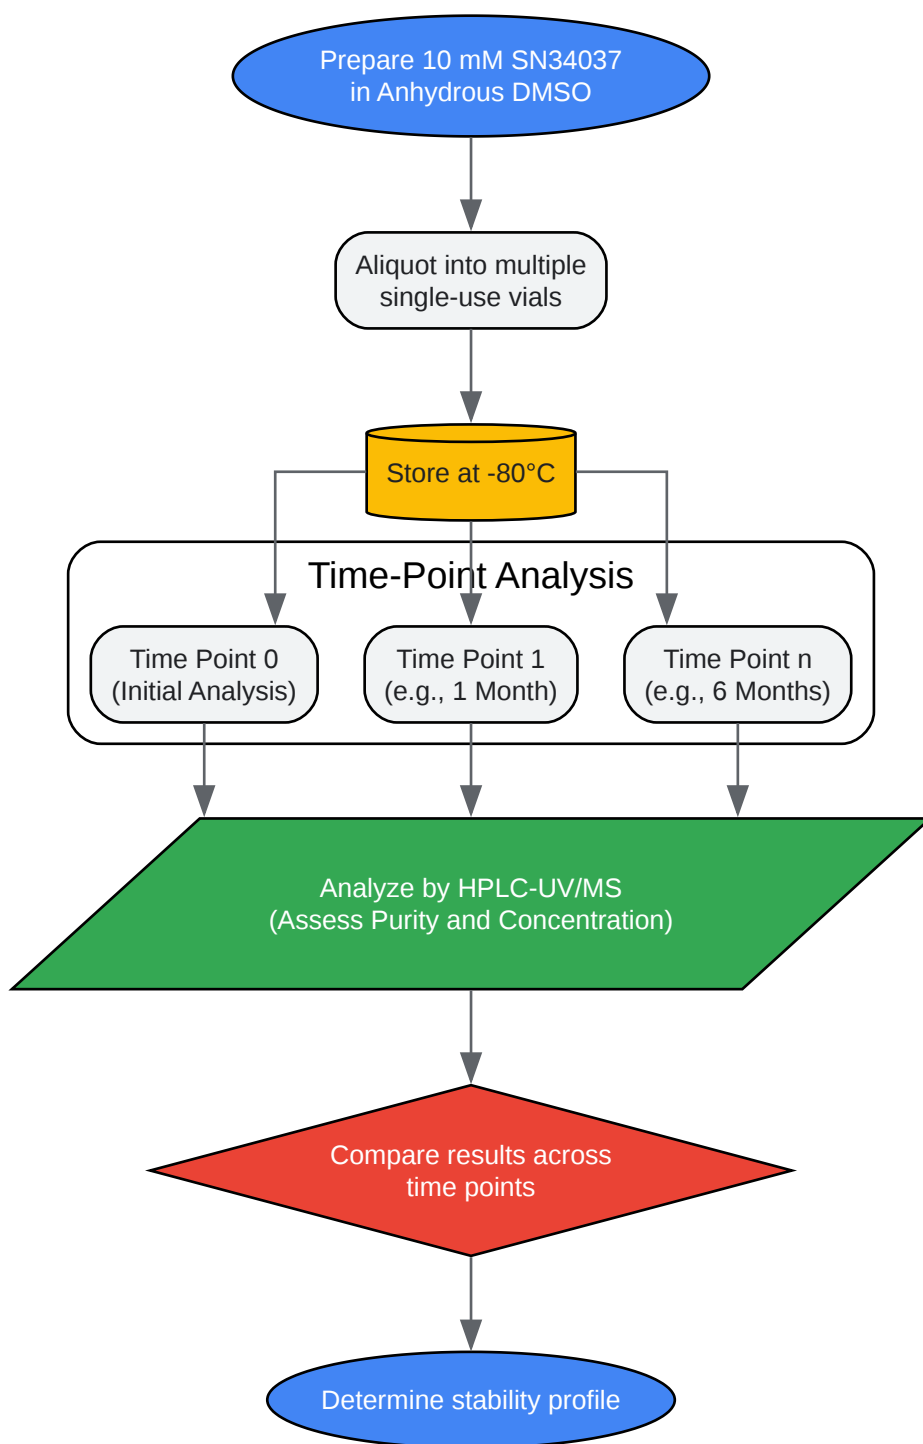 Prepare 10 mM SN34037
in Anhydrous DMSO
Aliquot into multiple
single-use vials
Store at -80°C
Time-Point Analysis
Time Point 0
(Initial Analysis)
Time Point 1
(e.g., 1 Month)
Time Point n
(e.g., 6 Months)
Analyze by HPLC-UV/MS
(Assess Purity and Concentration)
Compare results across
time points
Determine stability profile